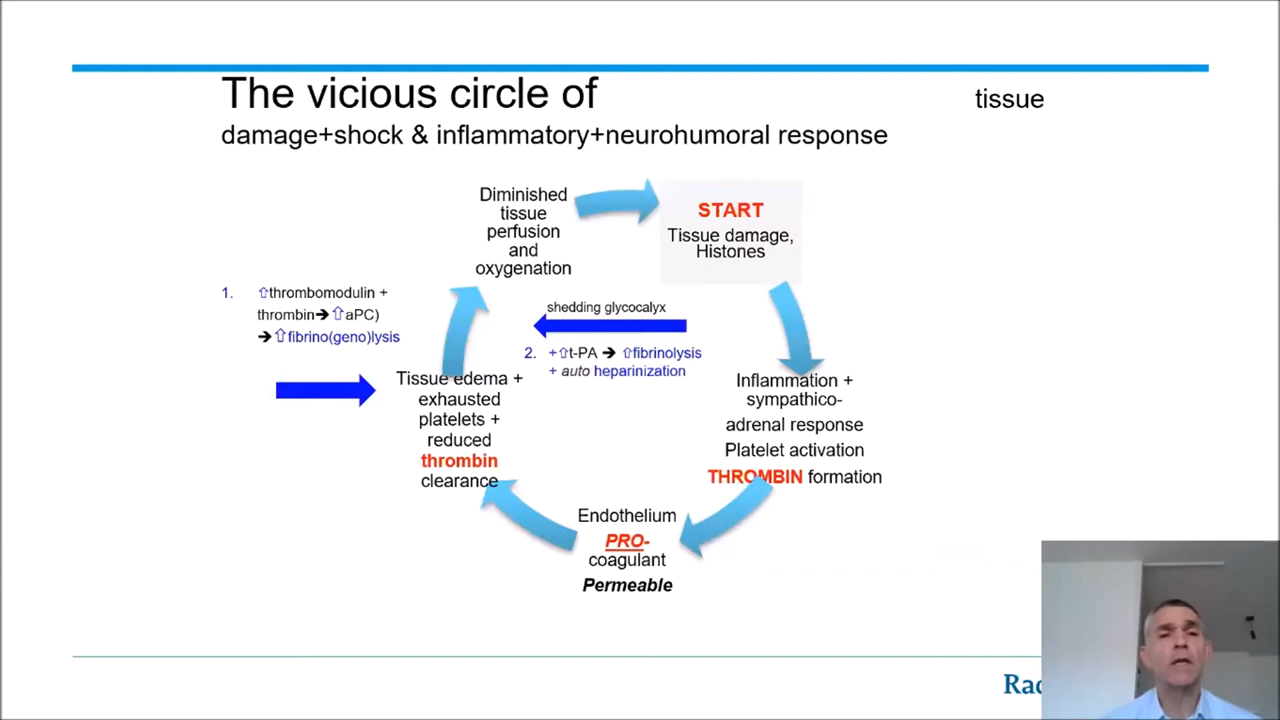 The vicious circle of tissue
damage+shock & inflammatory+neurohumoral response
Diminished
tissue
perfusion
and
oxygenation
START
Tissue damage,
Histones
1. ⇧thrombomodulin +
thrombin➔⇧aPC)
➔⇧fibrino(geno)lysis
shedding glycocalyx
2. +⇧t-PA ➔ ⇧fibrinolysis
+ auto heparinization
Tissue edema +
exhausted
platelets +
reduced
thrombin
clearance
Inflammation +
sympathico-
adrenal response
Platelet activation
THROMBIN formation
Endothelium
PRO-
coagulant
Permeable